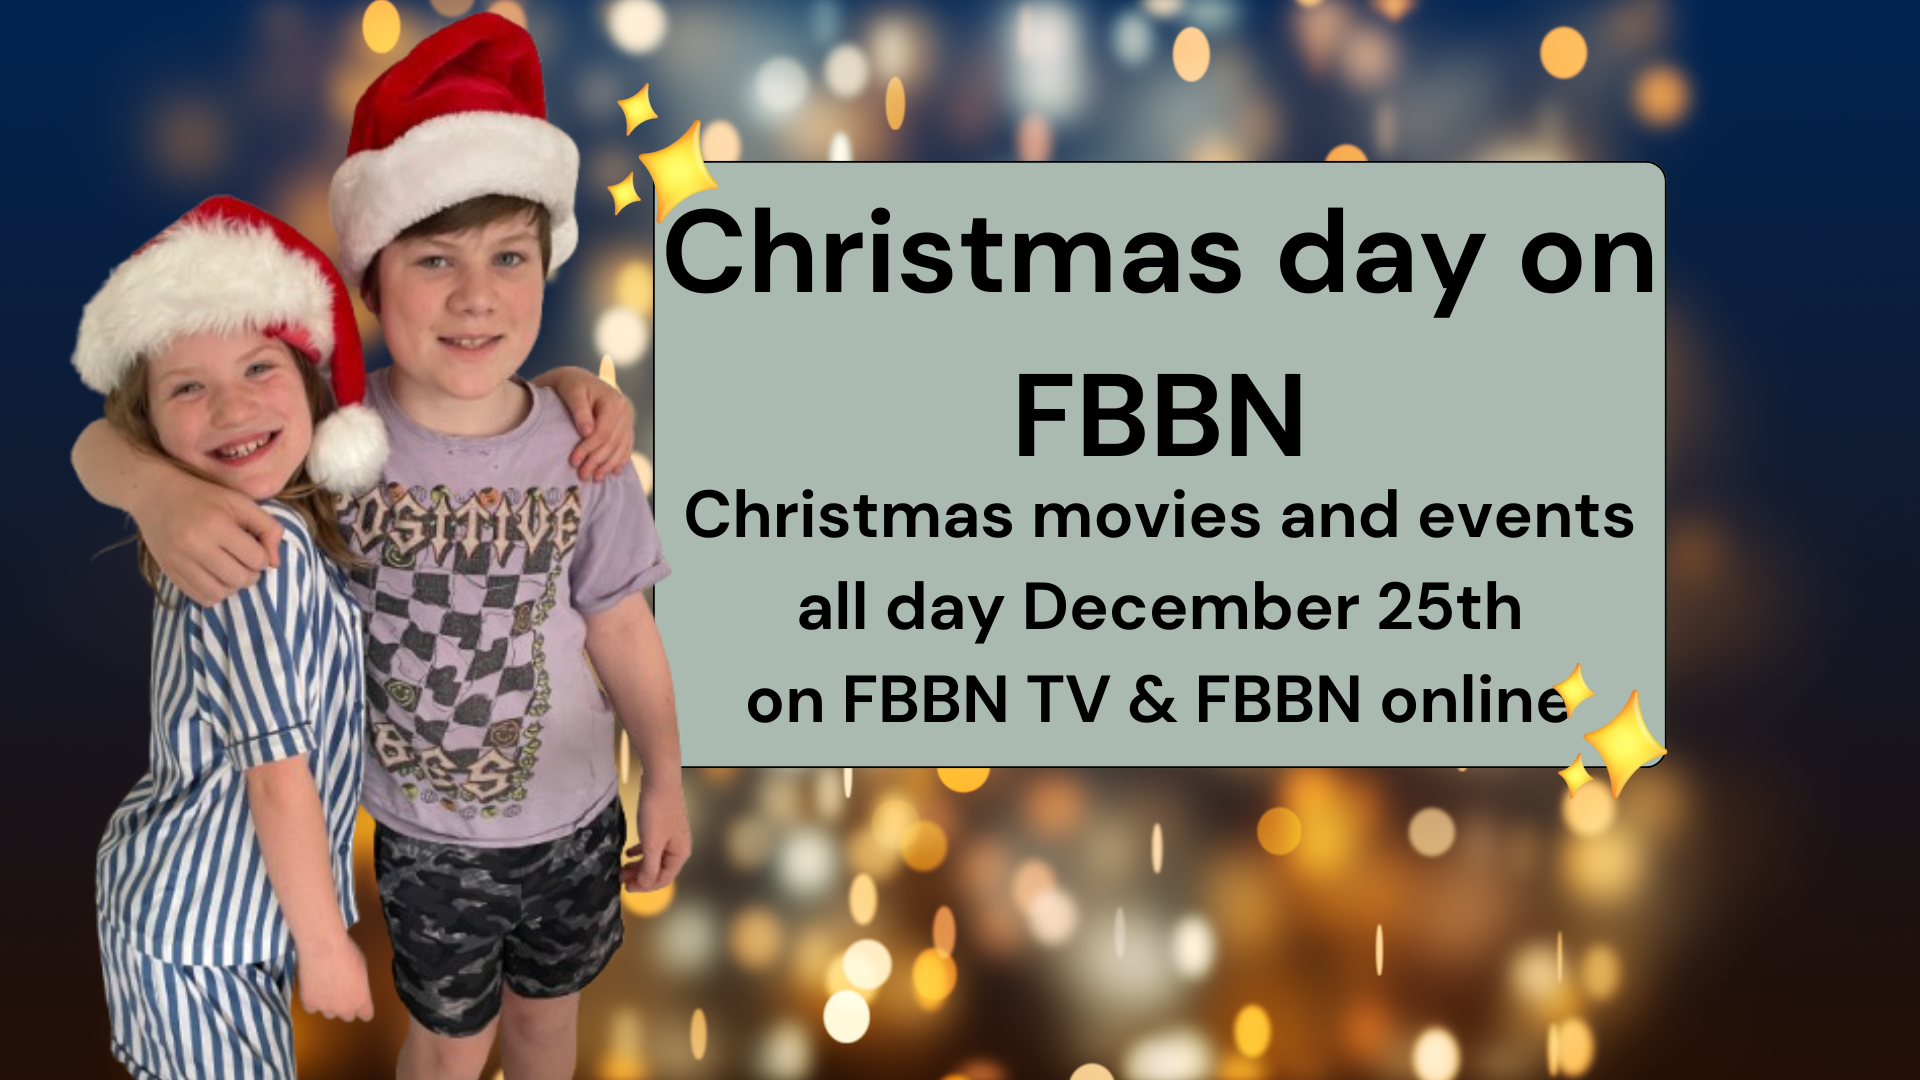 Christmas day on
FBBN
Christmas movies and events
all day December 25th
on FBBN TV & FBBN online
POSITIVE